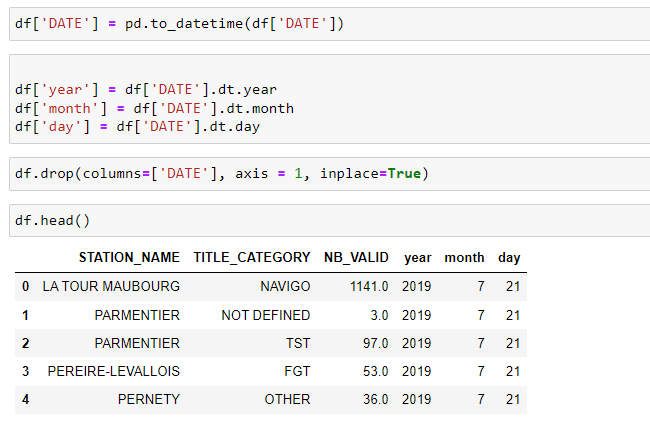 df['DATE'] = pd.to_datetime(df['DATE'])
df['year'] = df['DATE'].dt.year
df['month'] = df['DATE'].dt.month
df['day'] = df['DATE'].dt.day
df.drop(columns=['DATE'], axis = 1, inplace=True)
df.head()
STATION_NAME TITLE_CATEGORY NB_VALID year month day
0 LA TOUR MAUBOURG NAVIGO 1141.0 2019 7 21
1 PARMENTIER NOT DEFINED 3.0 2019 7 21
2 PARMENTIER TST 97.0 2019 7 21
3 PEREIRE-LEVALLOIS FGT 53.0 2019 7 21
4 PERNETY OTHER 36.0 2019 7 21